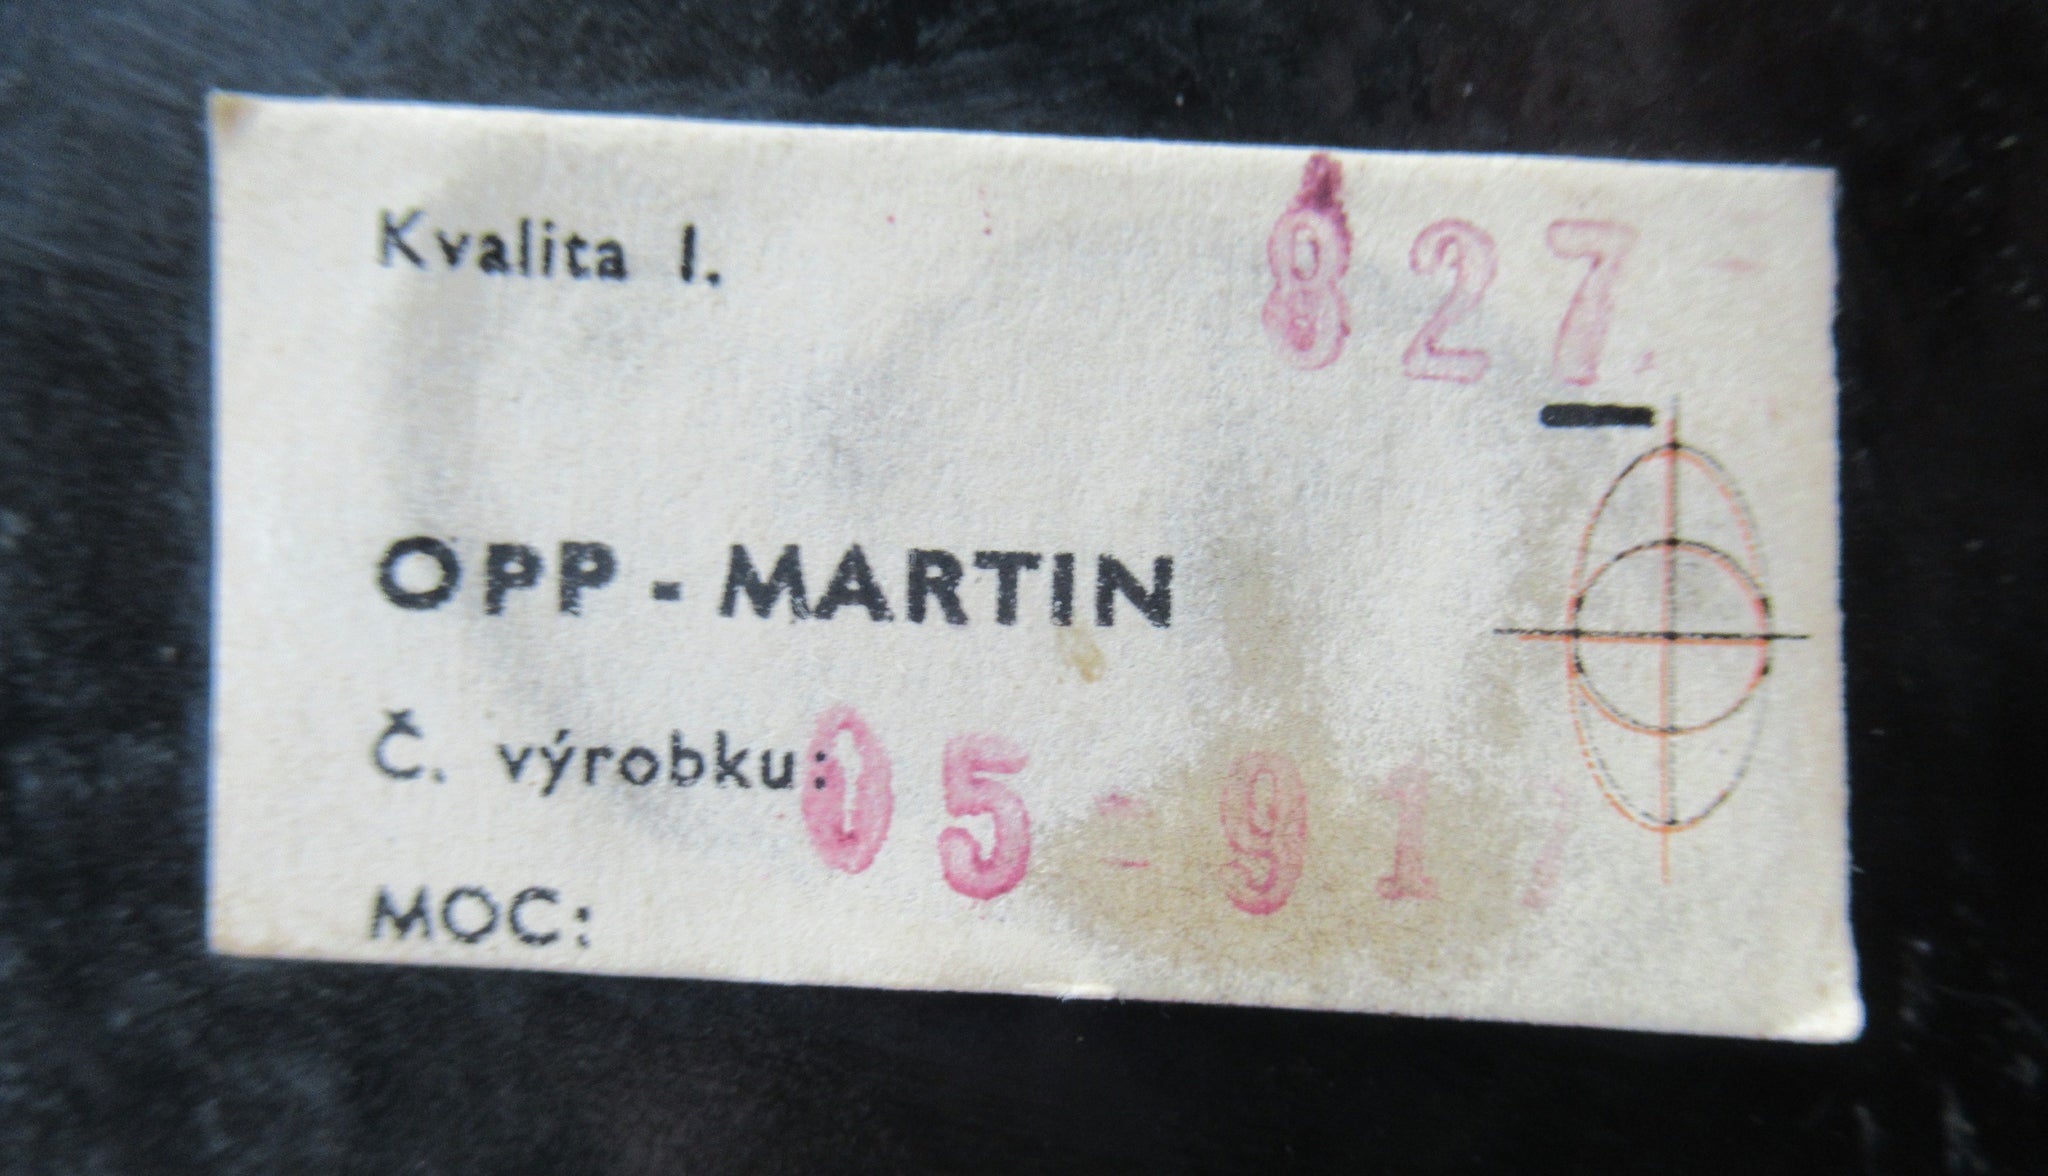 Kvalita I.
827
OPP - MARTIN
Č. výrobku: 05-917
MOC: